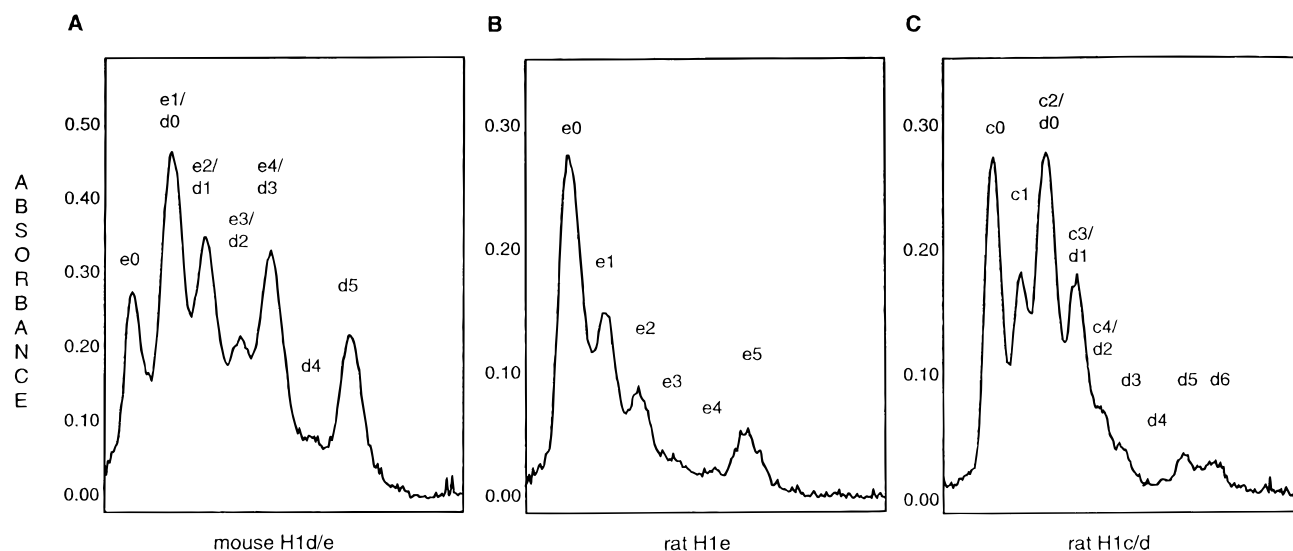 A
B
C
ABSORBANCE
0.50
0.40
0.30
0.20
0.10
0.00
e0
e1/
d0
e2/
d1
e3/
d2
e4/
d3
d4
d5
mouse H1d/e
0.30
0.20
0.10
0.00
e0
e1
e2
e3
e4
e5
rat H1e
0.30
0.20
0.10
0.00
c0
c1
c2/
d0
c3/
d1
c4/
d2
d3
d4
d5
d6
rat H1c/d